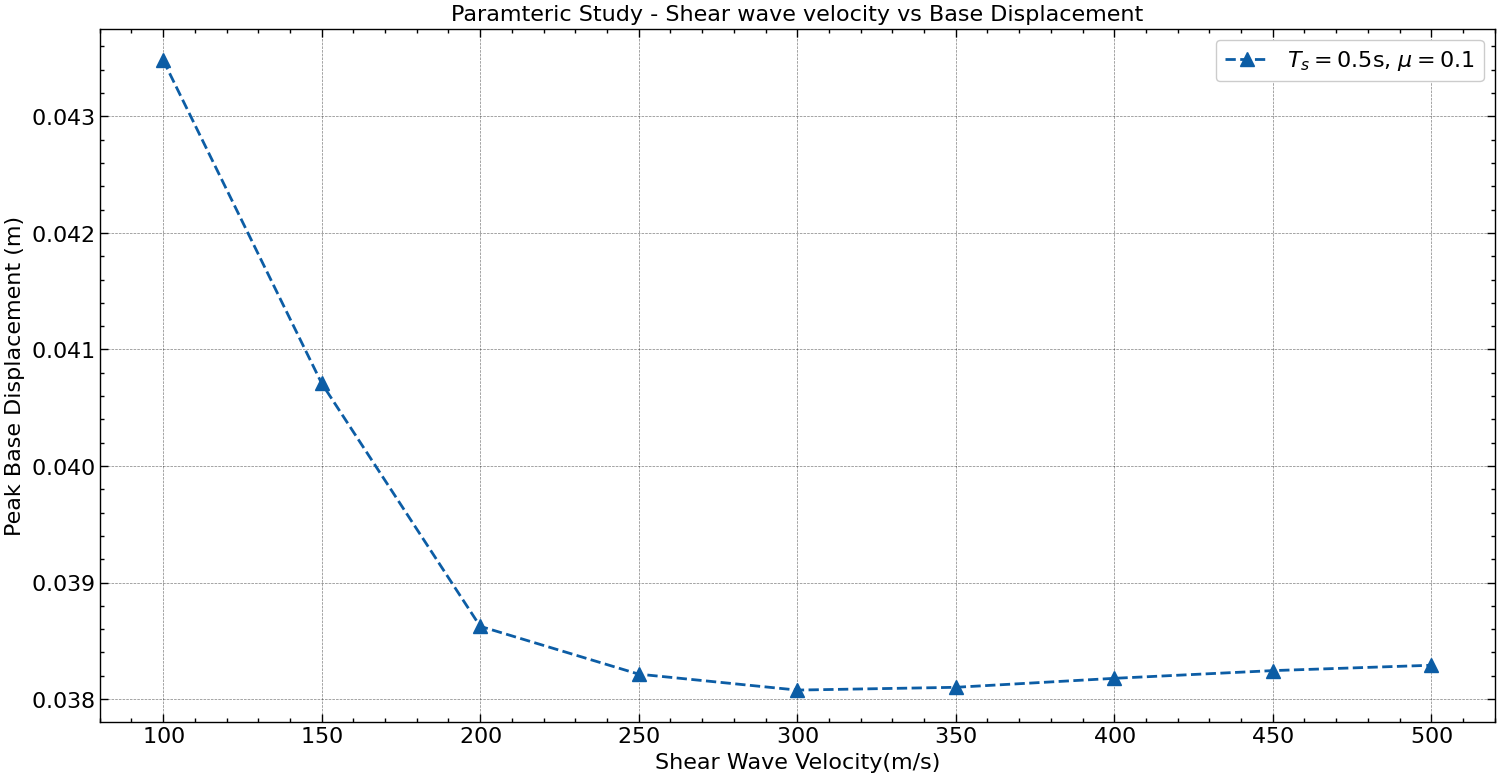 Paramteric Study - Shear wave velocity vs Base Displacement
T_s = 0.5s, μ = 0.1
Peak Base Displacement (m)
0.043
0.042
0.041
0.040
0.039
0.038
100 150 200 250 300 350 400 450 500
Shear Wave Velocity(m/s)